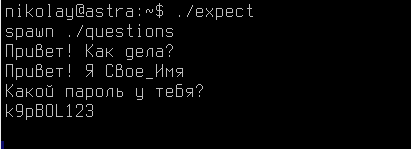 nikolay@astra:~$ ./expect
spawn ./questions
Привет! Как дела?
Привет! Я Свое_Имя
Какой пароль у тебя?
k9pBOL123